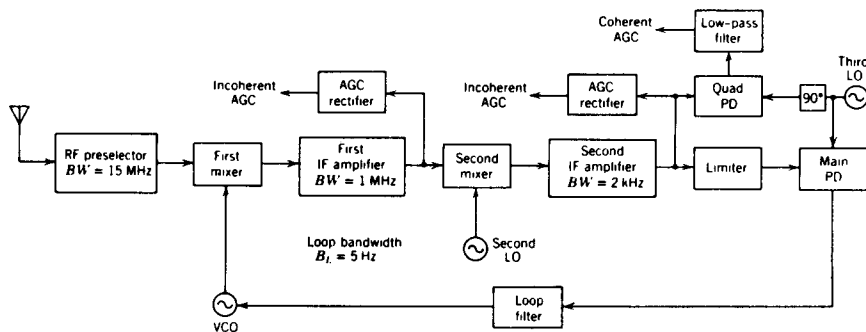 Coherent
AGC
Low-pass
filter
Third
LO
Incoherent
AGC
AGC
rectifier
Incoherent
AGC
AGC
rectifier
Quad
PD
90°
RF preselector
BW = 15 MHz
First
mixer
First
IF amplifier
BW = 1 MHz
Second
mixer
Second
IF amplifier
BW = 2 kHz
Limiter
Main
PD
Loop bandwidth
B_L = 5 Hz
Second
LO
VCO
Loop
filter